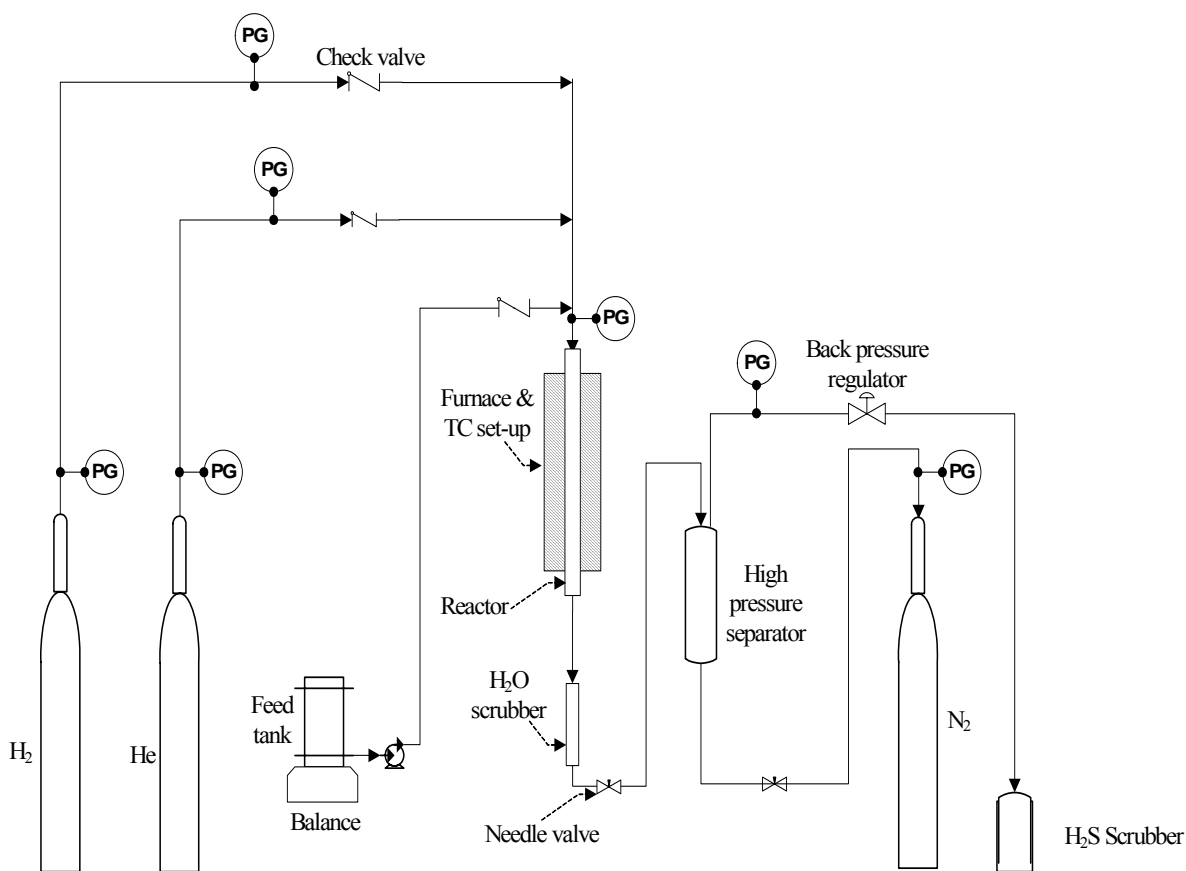 PG
Check valve
PG
PG
Back pressure
regulator
PG
Furnace &
TC set-up
PG
PG
PG
High
pressure
separator
Reactor
H₂O
scrubber
Feed
tank
H₂
He
N₂
Balance
Needle valve
H₂S Scrubber